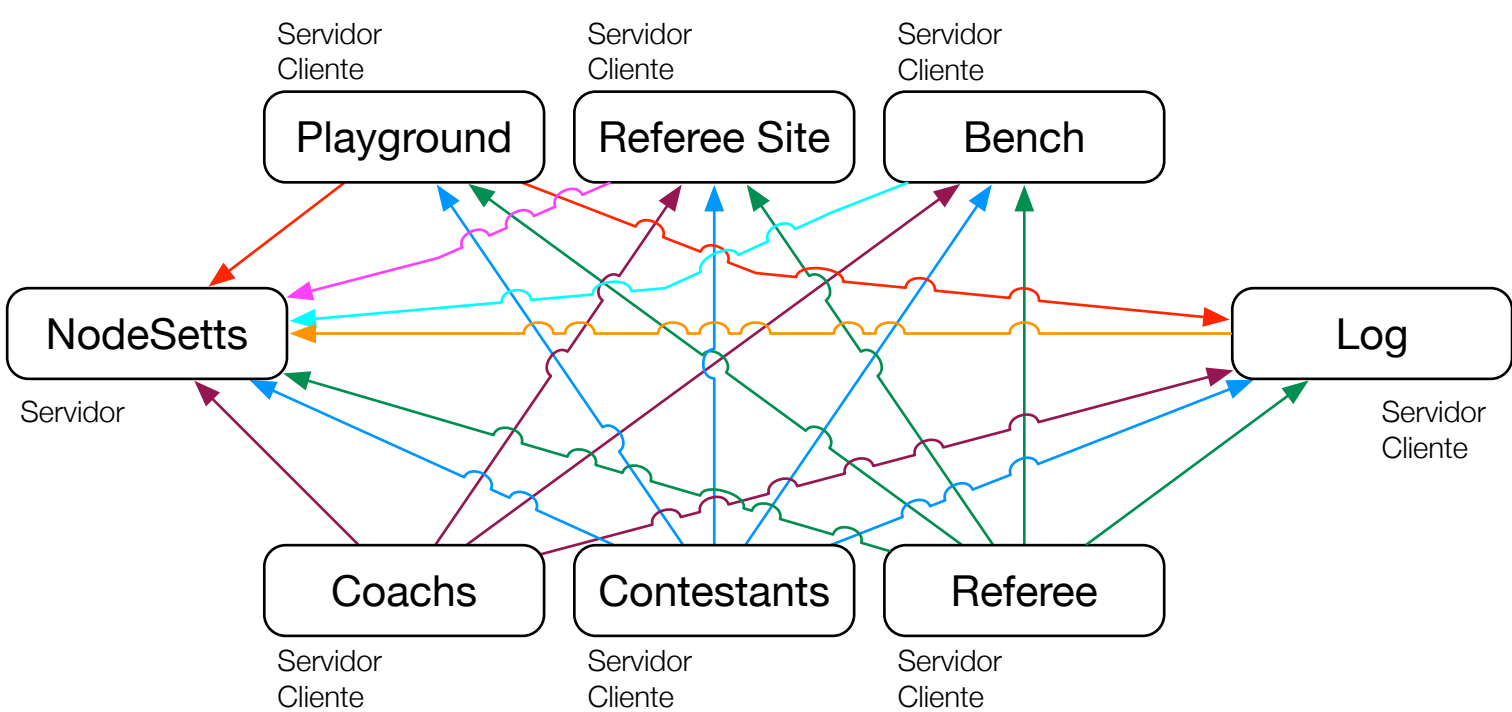 Servidor
Cliente
Servidor
Cliente
Servidor
Cliente
Playground
Referee Site
Bench
NodeSetts
Log
Servidor
Servidor
Cliente
Coachs
Contestants
Referee
Servidor
Cliente
Servidor
Cliente
Servidor
Cliente